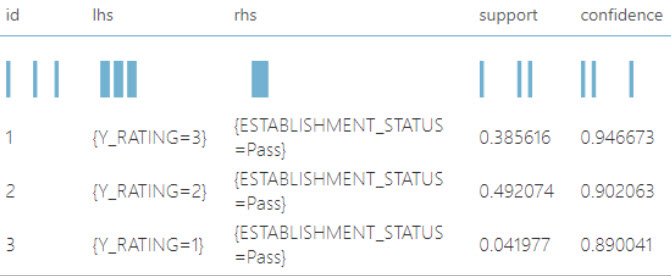 id lhs rhs support confidence
{ESTABLISHMENT_STATUS
1 {Y_RATING=3} 0.385616 0.946673
=Pass}
{ESTABLISHMENT_STATUS
2 {Y_RATING=2} 0.492074 0.902063
=Pass}
{ESTABLISHMENT_STATUS
3 {Y_RATING=1} 0.041977 0.890041
=Pass}